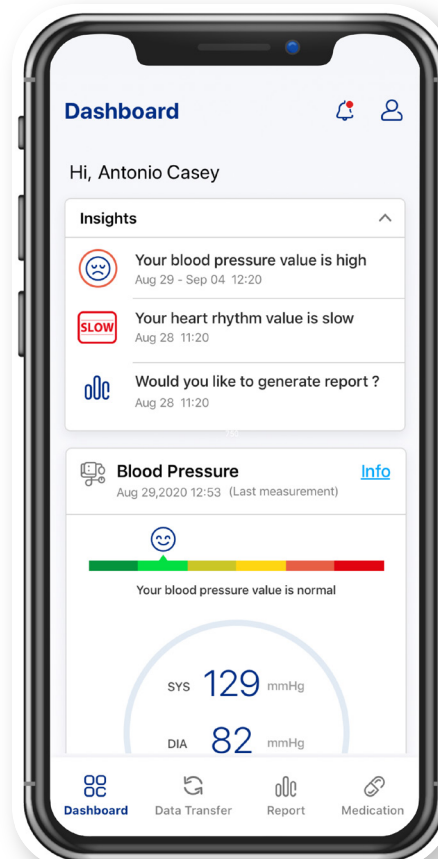 Dashboard
Hi, Antonio Casey
Insights
Your blood pressure value is high
Aug 29 - Sep 04 12:20
SLOW
Your heart rhythm value is slow
Aug 28 11:20
Would you like to generate report ?
Aug 28 11:20
Blood Pressure
Info
Aug 29,2020 12:53 (Last measurement)
Your blood pressure value is normal
SYS 129 mmHg
DIA 82 mmHg
Dashboard
Data Transfer
Report
Medication